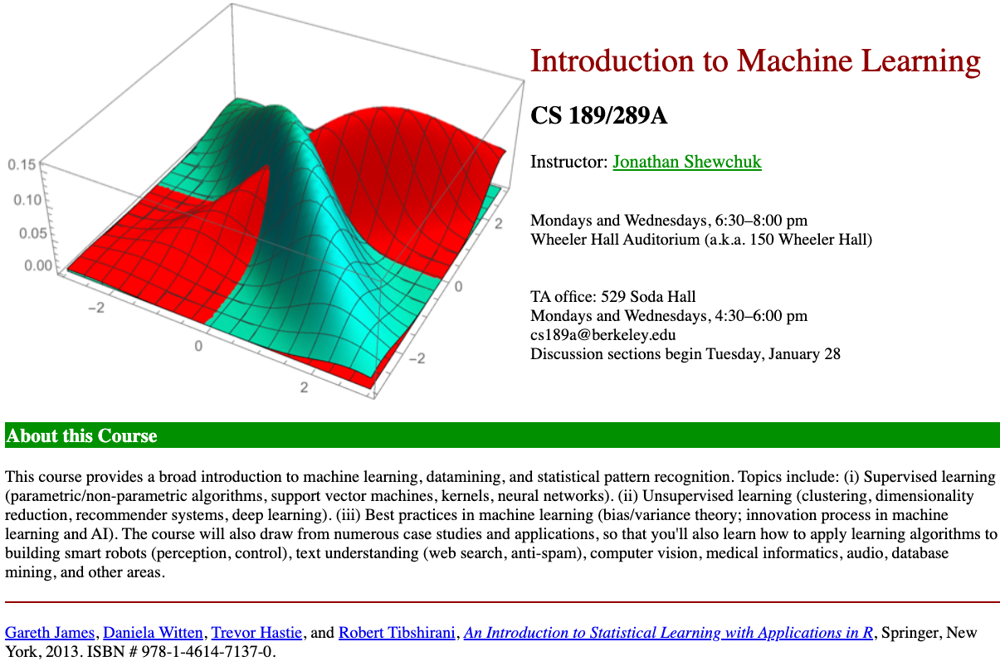 Introduction to Machine Learning
CS 189/289A
Instructor: Jonathan Shewchuk
Mondays and Wednesdays, 6:30–8:00 pm
Wheeler Hall Auditorium (a.k.a. 150 Wheeler Hall)
TA office: 529 Soda Hall
Mondays and Wednesdays, 4:30–6:00 pm
cs189a@berkeley.edu
Discussion sections begin Tuesday, January 28
0.15
0.10
0.05
0.00
−2
0
2
2
0
−2
About this Course
This course provides a broad introduction to machine learning, datamining, and statistical pattern recognition. Topics include: (i) Supervised learning
(parametric/non-parametric algorithms, support vector machines, kernels, neural networks). (ii) Unsupervised learning (clustering, dimensionality
reduction, recommender systems, deep learning). (iii) Best practices in machine learning (bias/variance theory; innovation process in machine
learning and AI). The course will also draw from numerous case studies and applications, so that you'll also learn how to apply learning algorithms to
building smart robots (perception, control), text understanding (web search, anti-spam), computer vision, medical informatics, audio, database
mining, and other areas.
Gareth James, Daniela Witten, Trevor Hastie, and Robert Tibshirani, An Introduction to Statistical Learning with Applications in R, Springer, New
York, 2013. ISBN # 978-1-4614-7137-0.